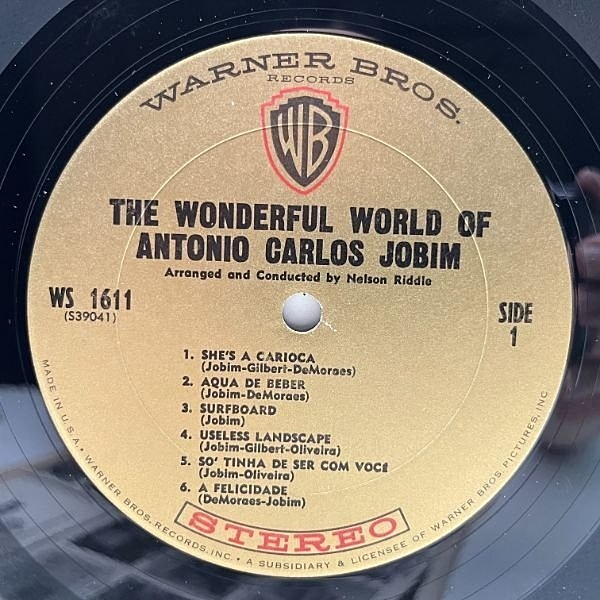 WARNER BROS.
RECORDS
WB
THE WONDERFUL WORLD OF
ANTONIO CARLOS JOBIM
Arranged and Conducted by Nelson Riddle
WS 1611
(S39041)
SIDE
1
1. SHE'S A CARIOCA
(Jobim-Gilbert-DeMoraes)
2. AQUA DE BEBER
(Jobim-DeMoraes)
3. SURFBOARD
(Jobim)
4. USELESS LANDSCAPE
(Jobim-Gilbert-Oliveira)
5. SO' TINHA DE SER COM VOCÉ
(Jobim-Oliveira)
6. A FELICIDADE
(DeMoraes-Jobim)
STEREO
MADE IN U.S.A. • WARNER BROS. RECORDS, INC. • A SUBSIDIARY & LICENSEE OF WARNER BROS. PICTURES, INC.